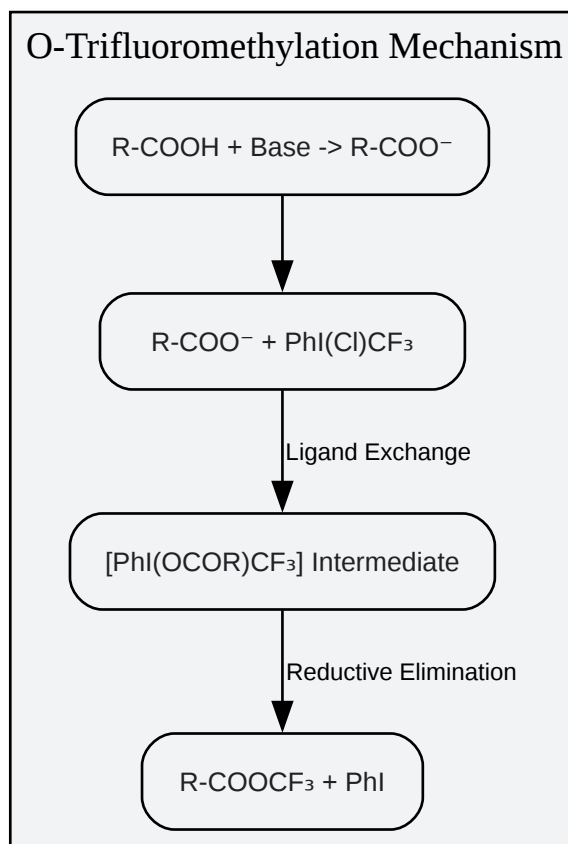 O-Trifluoromethylation Mechanism
R-COOH + Base -> R-COO⁻
R-COO⁻ + PhI(Cl)CF₃
Ligand Exchange
[PhI(OCOR)CF₃] Intermediate
Reductive Elimination
R-COOCF₃ + PhI